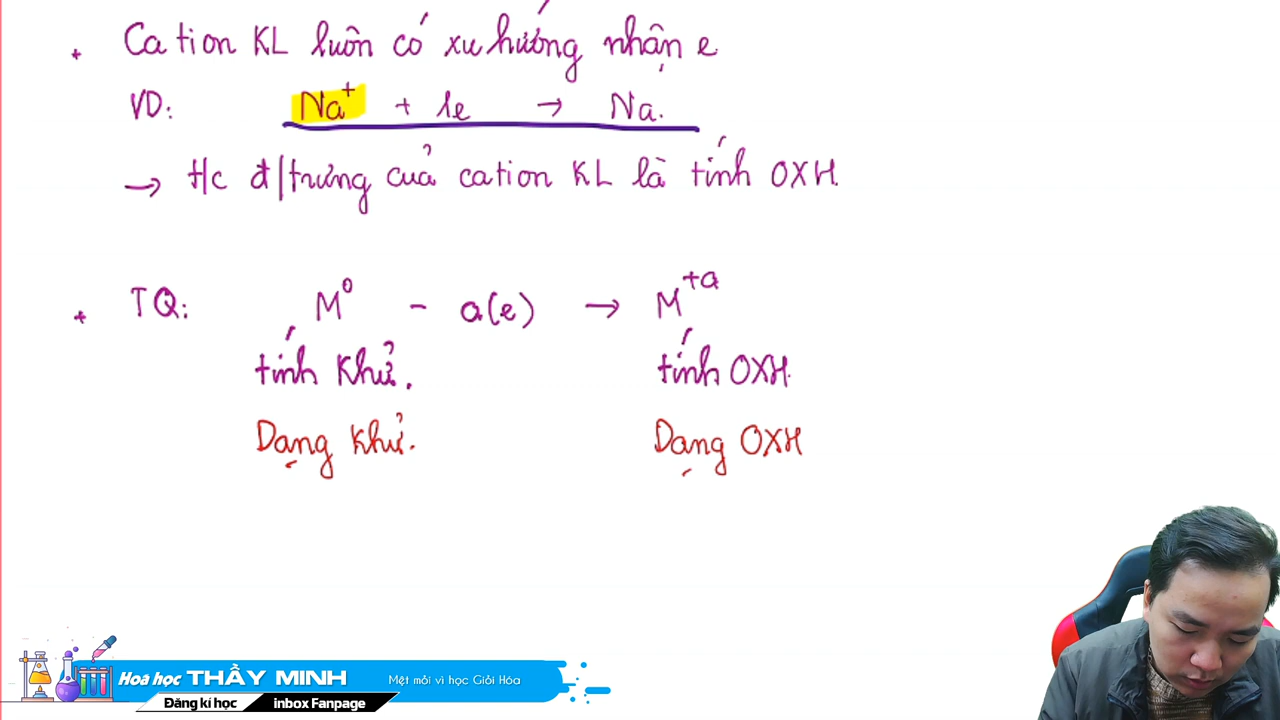 + Cation KL luôn có xu hướng nhận e
VD: Na⁺ + 1e → Na.
→ t/c đ/trưng cuả cation KL là tính OXH.
+ TQ: M⁰ - a(e) → M⁺ᵃ
tính khử. tính OXH.
Dạng khử. Dạng OXH
Hoá học THẦY MINH Mệt mỏi vì học Giỏi Hóa
Đăng kí học inbox Fanpage